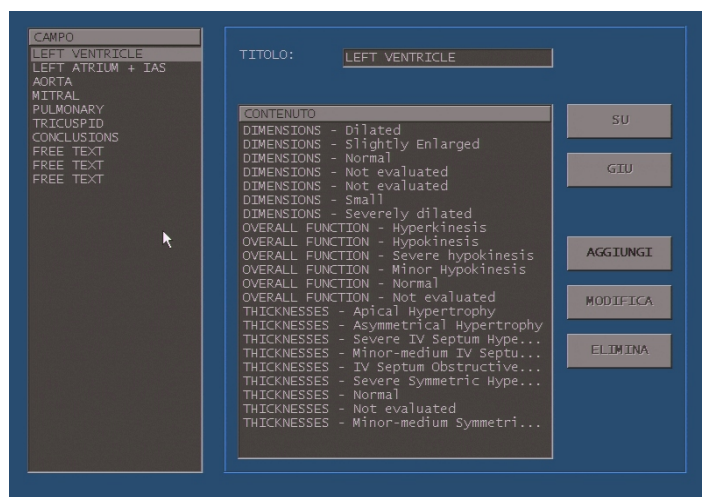 CAMPO
LEFT VENTRICLE
LEFT ATRIUM + IAS
AORTA
MITRAL
PULMONARY
TRICUSPID
CONCLUSIONS
FREE TEXT
FREE TEXT
FREE TEXT
TITOLO: LEFT VENTRICLE
CONTENUTO
DIMENSIONS - Dilated
DIMENSIONS - Slightly Enlarged
DIMENSIONS - Normal
DIMENSIONS - Not evaluated
DIMENSIONS - Not evaluated
DIMENSIONS - Small
DIMENSIONS - Severely dilated
OVERALL FUNCTION - Hyperkinesis
OVERALL FUNCTION - Hypokinesis
OVERALL FUNCTION - Severe hypokinesis
OVERALL FUNCTION - Minor Hypokinesis
OVERALL FUNCTION - Normal
OVERALL FUNCTION - Not evaluated
THICKNESSES - Apical Hypertrophy
THICKNESSES - Asymmetrical Hypertrophy
THICKNESSES - Severe IV Septum Hype...
THICKNESSES - Minor-medium IV Septu...
THICKNESSES - IV Septum Obstructive...
THICKNESSES - Severe Symmetric Hype...
THICKNESSES - Normal
THICKNESSES - Not evaluated
THICKNESSES - Minor-medium Symmetri...
SU
GIU
AGGIUNGI
MODIFICA
ELIMINA